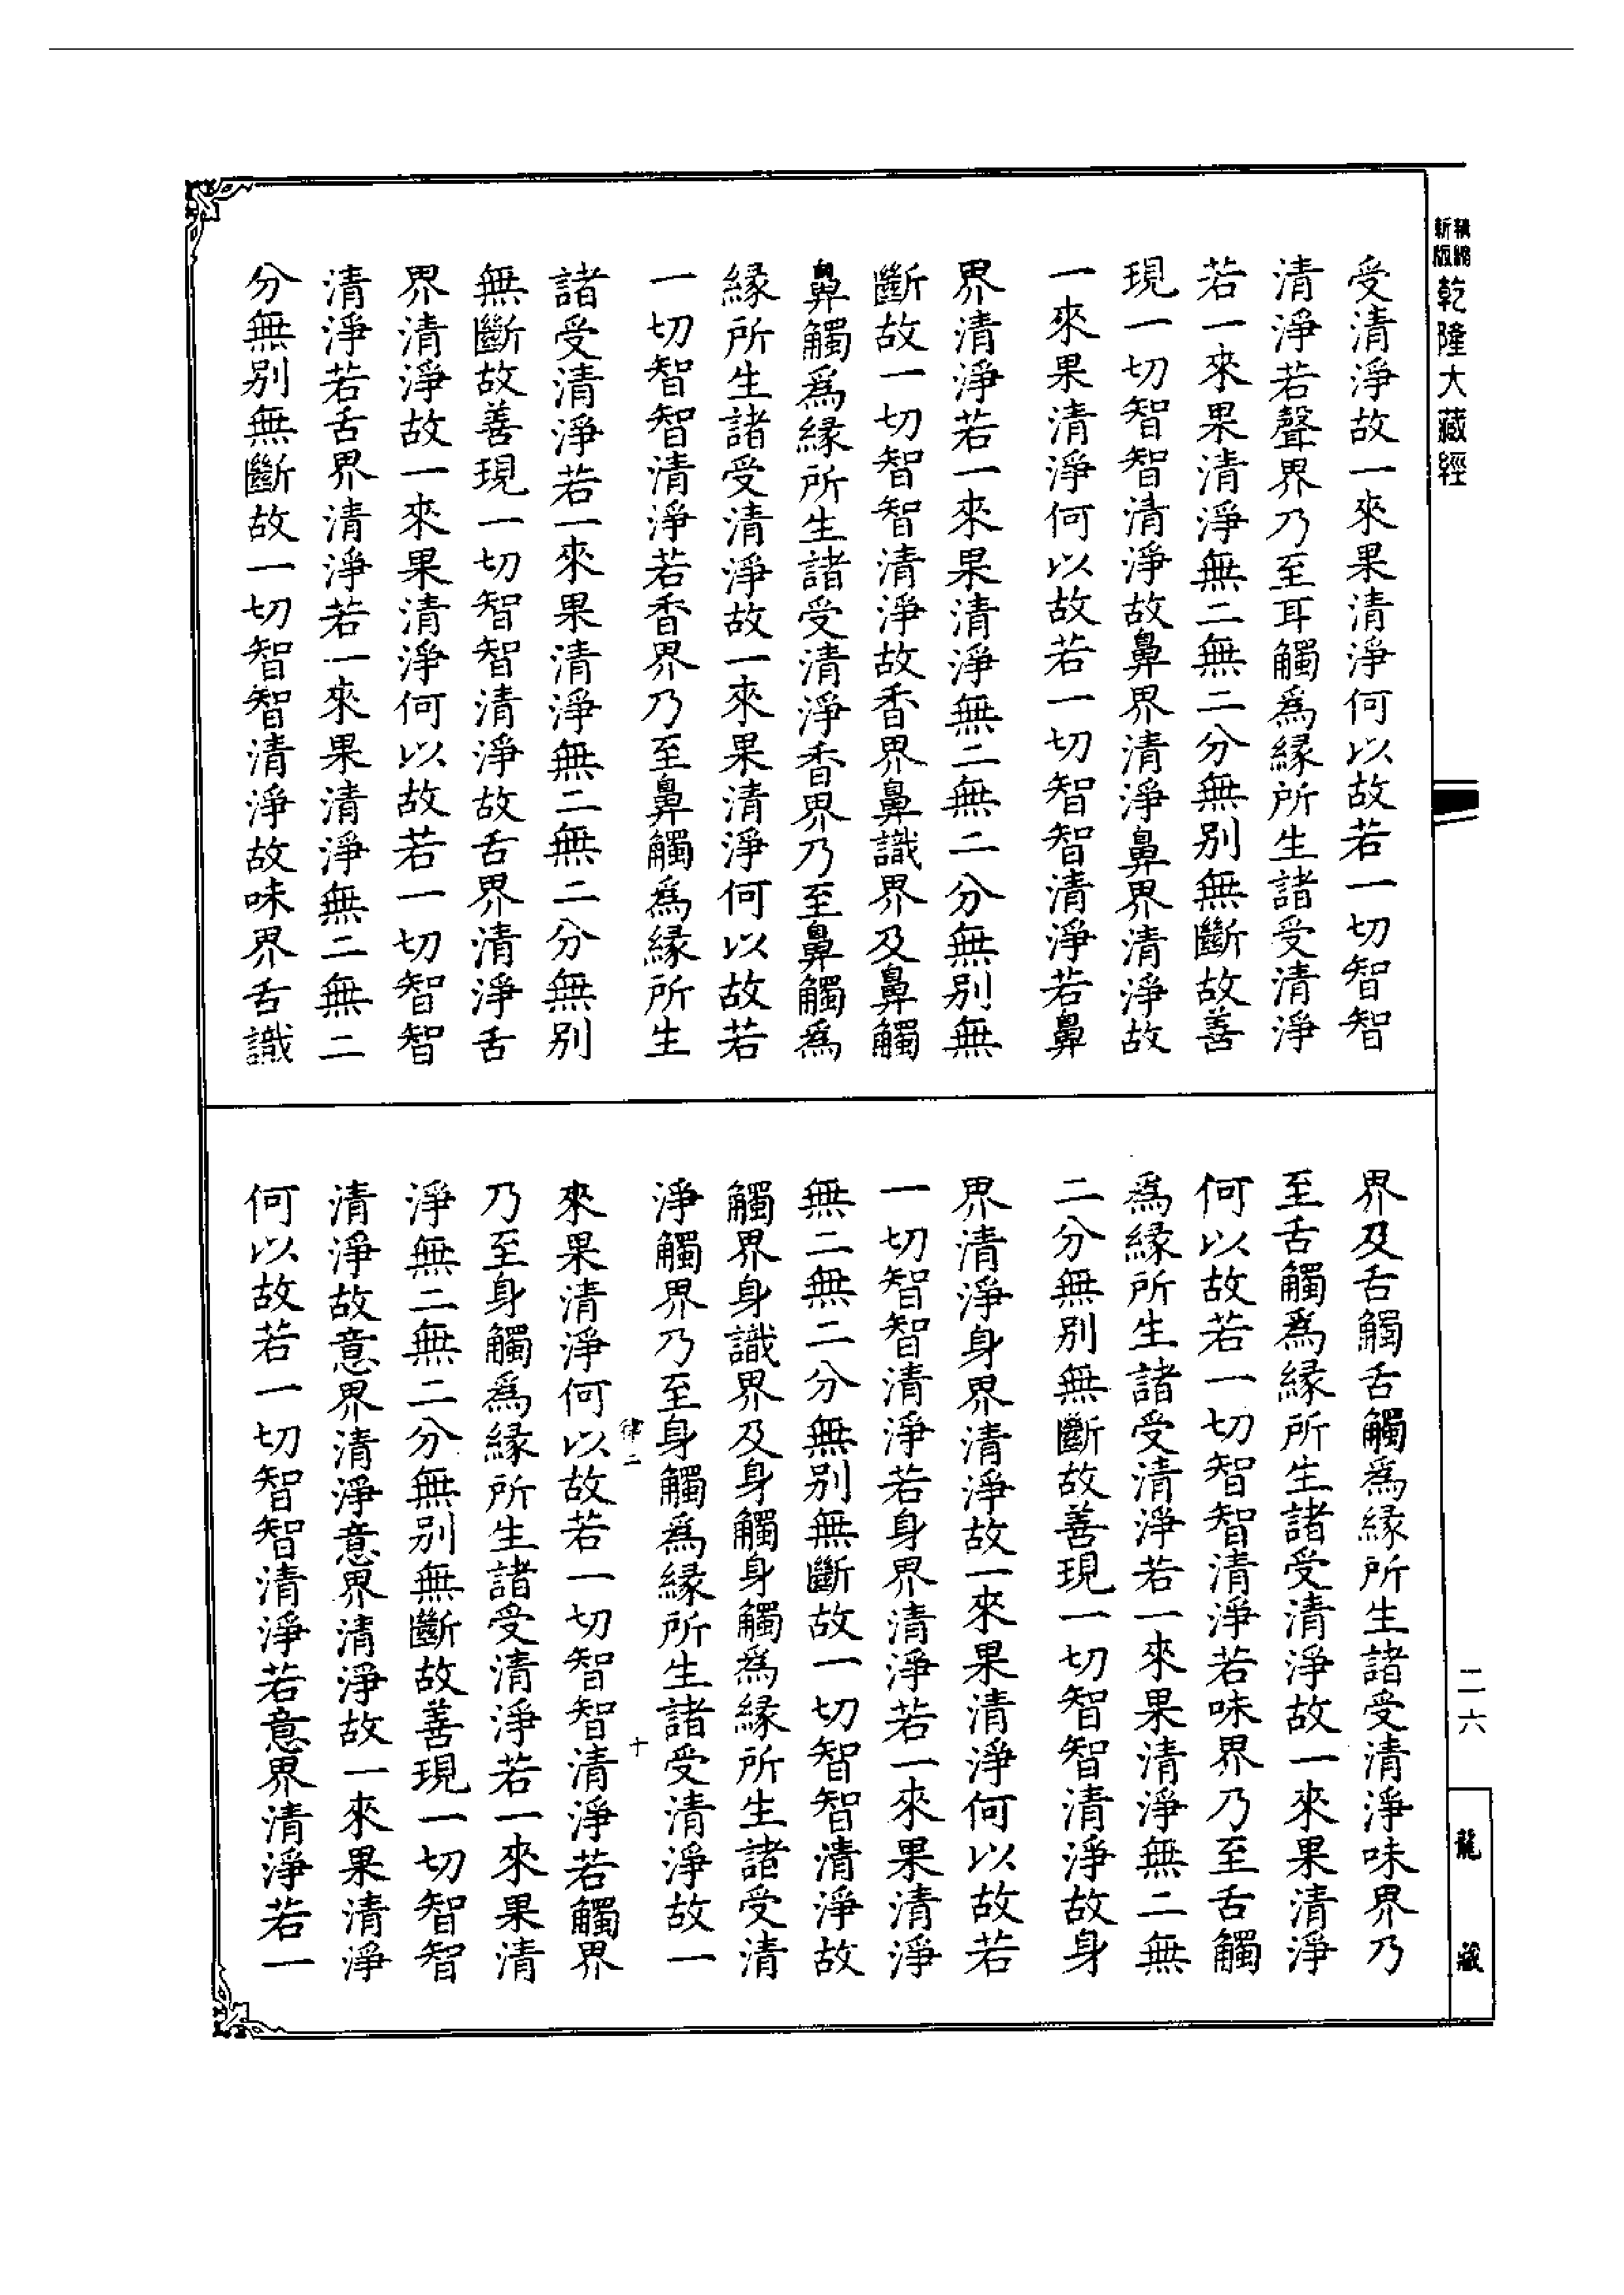 新版
乾隆大藏經
受清淨故一來果清淨何以故若一切智智
清淨若聲界乃至耳觸爲緣所生諸受清淨
若一來果清淨無二無二分無別無斷故善
現一切智智清淨故鼻界清淨鼻界清淨故
一來果清淨何以故若一切智智清淨若鼻
界清淨若一來果清淨無二無二分無別無
斷故一切智智清淨故香界鼻識界及鼻觸
鼻觸爲緣所生諸受清淨香界乃至鼻觸爲
緣所生諸受清淨故一來果清淨何以故若
一切智智清淨若香界乃至鼻觸爲緣所生
諸受清淨若一來果清淨無二無二分無別
無斷故善現一切智智清淨故舌界清淨舌
界清淨故一來果清淨何以故若一切智智
清淨若舌界清淨若一來果清淨無二無二
分無別無斷故一切智智清淨故味界舌識
界及舌觸舌觸爲緣所生諸受清淨味界乃
至舌觸爲緣所生諸受清淨故一來果清淨
何以故若一切智智清淨若味界乃至舌觸
爲緣所生諸受清淨若一來果清淨無二無
二分無別無斷故善現一切智智清淨故身
界清淨身界清淨故一來果清淨何以故若
一切智智清淨若身界清淨若一來果清淨
無二無二分無別無斷故一切智智清淨故
觸界身識界及身觸身觸爲緣所生諸受清
淨觸界乃至身觸爲緣所生諸受清淨故一
律二 十
來果清淨何以故若一切智智清淨若觸界
乃至身觸爲緣所生諸受清淨若一來果清
淨無二無二分無別無斷故善現一切智智
清淨故意界清淨意界清淨故一來果清淨
何以故若一切智智清淨若意界清淨若一
二六
龍藏